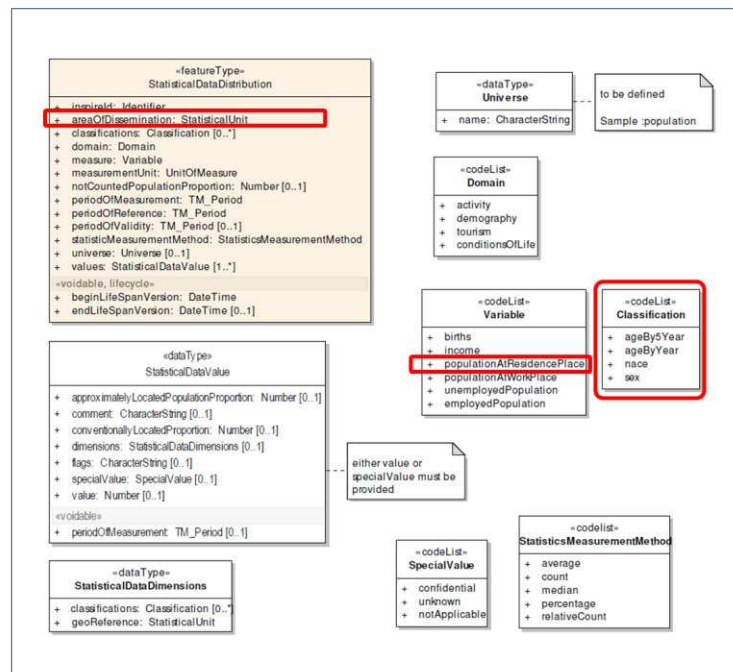 «featureType»
StatisticalDataDistribution
+ inspireId: Identifier
+ areaOfDissemination: StatisticalUnit
+ classifications: Classification [0..*]
+ domain: Domain
+ measure: Variable
+ measurementUnit: UnitOfMeasure
+ notCountedPopulationProportion: Number [0..1]
+ periodOfMeasurement: TM_Period
+ periodOfReference: TM_Period
+ periodOfValidity: TM_Period [0..1]
+ statisticMeasurementMethod: StatisticsMeasurementMethod
+ universe: Universe [0..1]
+ values: StatisticalDataValue [1..*]
«voidable, lifecycle»
+ beginLifeSpanVersion: DateTime
+ endLifeSpanVersion: DateTime [0..1]
«dataType»
Universe
+ name: CharacterString
to be defined
Sample :population
«codeList»
Domain
+ activity
+ demography
+ tourism
+ conditionsOfLife
«codeList»
Variable
+ births
+ income
+ populationAtResidencePlace
+ populationAtWorkPlace
+ unemployedPopulation
+ employedPopulation
«codeList»
Classification
+ ageBy5Year
+ ageByYear
+ nace
+ sex
«dataType»
StatisticalDataValue
+ approximatelyLocatedPopulationProportion: Number [0..1]
+ comment: CharacterString [0..1]
+ conventionallyLocatedProportion: Number [0..1]
+ dimensions: StatisticalDataDimensions [0..1]
+ flags: CharacterString [0..1]
+ specialValue: SpecialValue [0..1]
+ value: Number [0..1]
«voidable»
+ periodOfMeasurement: TM_Period [0..1]
either value or
specialValue must be
provided
«dataType»
StatisticalDataDimensions
+ classifications: Classification [0..*]
+ geoReference: StatisticalUnit
«codeList»
SpecialValue
+ confidential
+ unknown
+ notApplicable
«codelist»
StatisticsMeasurementMethod
+ average
+ count
+ median
+ percentage
+ relativeCount